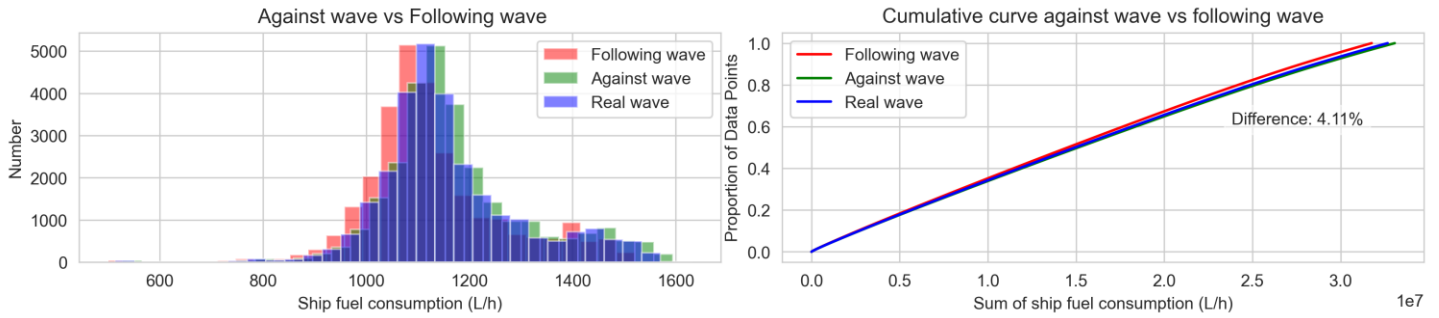 Against wave vs Following wave
Number
5000
4000
3000
2000
1000
0
Following wave
Against wave
Real wave
600
800
1000
1200
1400
1600
Ship fuel consumption (L/h)
Cumulative curve against wave vs following wave
Proportion of Data Points
1.0
0.8
0.6
0.4
0.2
0.0
Following wave
Against wave
Real wave
Difference: 4.11%
0.0
0.5
1.0
1.5
2.0
2.5
3.0
1e7
Sum of ship fuel consumption (L/h)